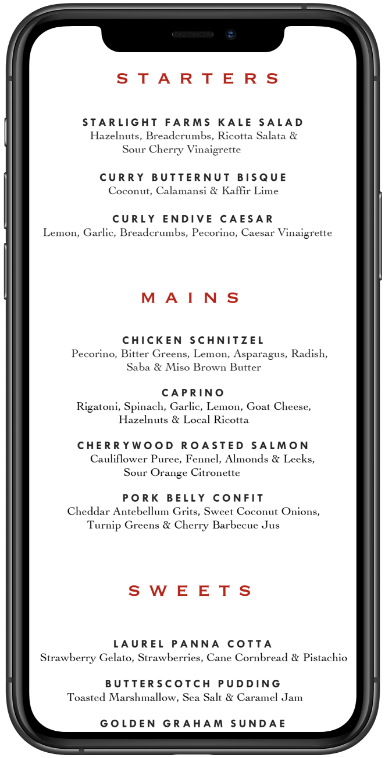 STARTERS
STARLIGHT FARMS KALE SALAD
Hazelnuts, Breadcrumbs, Ricotta Salata &
Sour Cherry Vinaigrette
CURRY BUTTERNUT BISQUE
Coconut, Calamansi & Kaffir Lime
CURLY ENDIVE CAESAR
Lemon, Garlic, Breadcrumbs, Pecorino, Caesar Vinaigrette
MAINS
CHICKEN SCHNITZEL
Pecorino, Bitter Greens, Lemon, Asparagus, Radish,
Saba & Miso Brown Butter
CAPRINO
Rigatoni, Spinach, Garlic, Lemon, Goat Cheese,
Hazelnuts & Local Ricotta
CHERRYWOOD ROASTED SALMON
Cauliflower Puree, Fennel, Almonds & Leeks,
Sour Orange Citronette
PORK BELLY CONFIT
Cheddar Antebellum Grits, Sweet Coconut Onions,
Turnip Greens & Cherry Barbecue Jus
SWEETS
LAUREL PANNA COTTA
Strawberry Gelato, Strawberries, Cane Cornbread & Pistachio
BUTTERSCOTCH PUDDING
Toasted Marshmallow, Sea Salt & Caramel Jam
GOLDEN GRAHAM SUNDAE